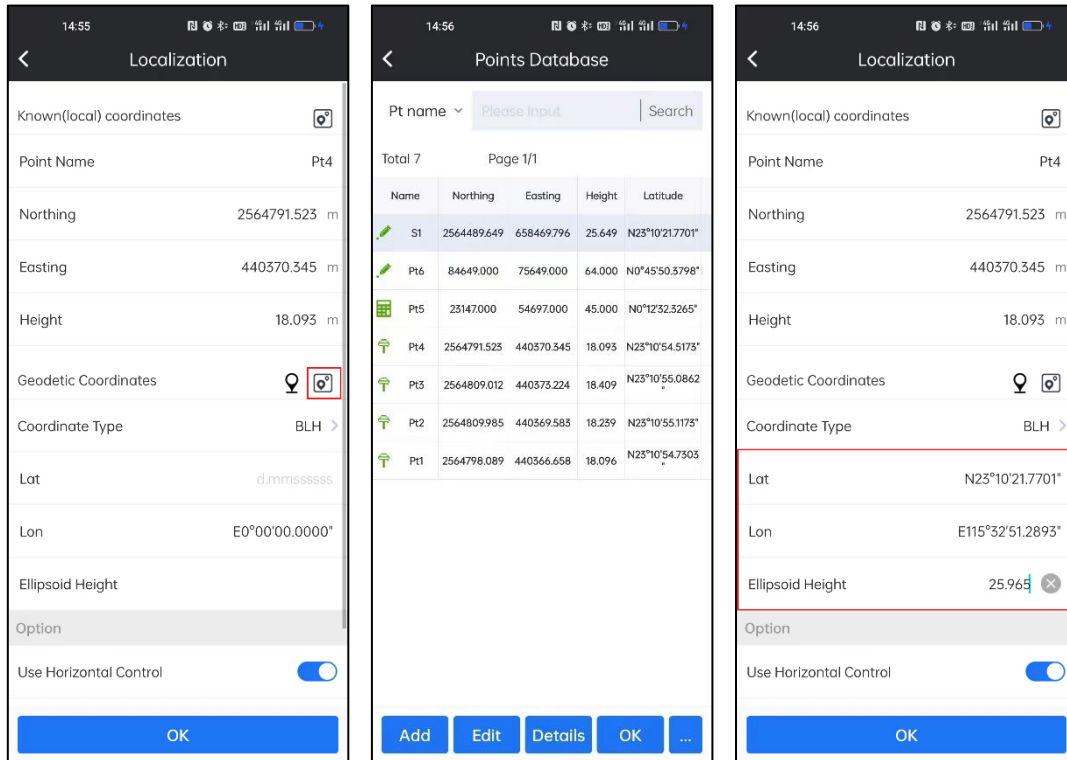 14:55
Localization
Known(local) coordinates
Point Name Pt4
Northing 2564791.523 m
Easting 440370.345 m
Height 18.093 m
Geodetic Coordinates
Coordinate Type BLH >
Lat d.mmssssss
Lon E0°00'00.0000"
Ellipsoid Height
Option
Use Horizontal Control
OK
14:56
Points Database
Pt name Please Input Search
Total 7 Page 1/1
Name Northing Easting Height Latitude
S1 2564489.649 658469.796 25.649 N23°10'21.7701"
Pt6 84649.000 75649.000 64.000 N0°45'50.3798"
Pt5 23147.000 54697.000 45.000 N0°12'32.3265"
Pt4 2564791.523 440370.345 18.093 N23°10'54.5173"
Pt3 2564809.012 440373.224 18.409 N23°10'55.0862"
Pt2 2564809.985 440369.583 18.239 N23°10'55.1173"
Pt1 2564798.089 440366.658 18.096 N23°10'54.7303"
Add Edit Details OK ...
14:56
Localization
Known(local) coordinates
Point Name Pt4
Northing 2564791.523 m
Easting 440370.345 m
Height 18.093 m
Geodetic Coordinates
Coordinate Type BLH >
Lat N23°10'21.7701"
Lon E115°32'51.2893"
Ellipsoid Height 25.965
Option
Use Horizontal Control
OK